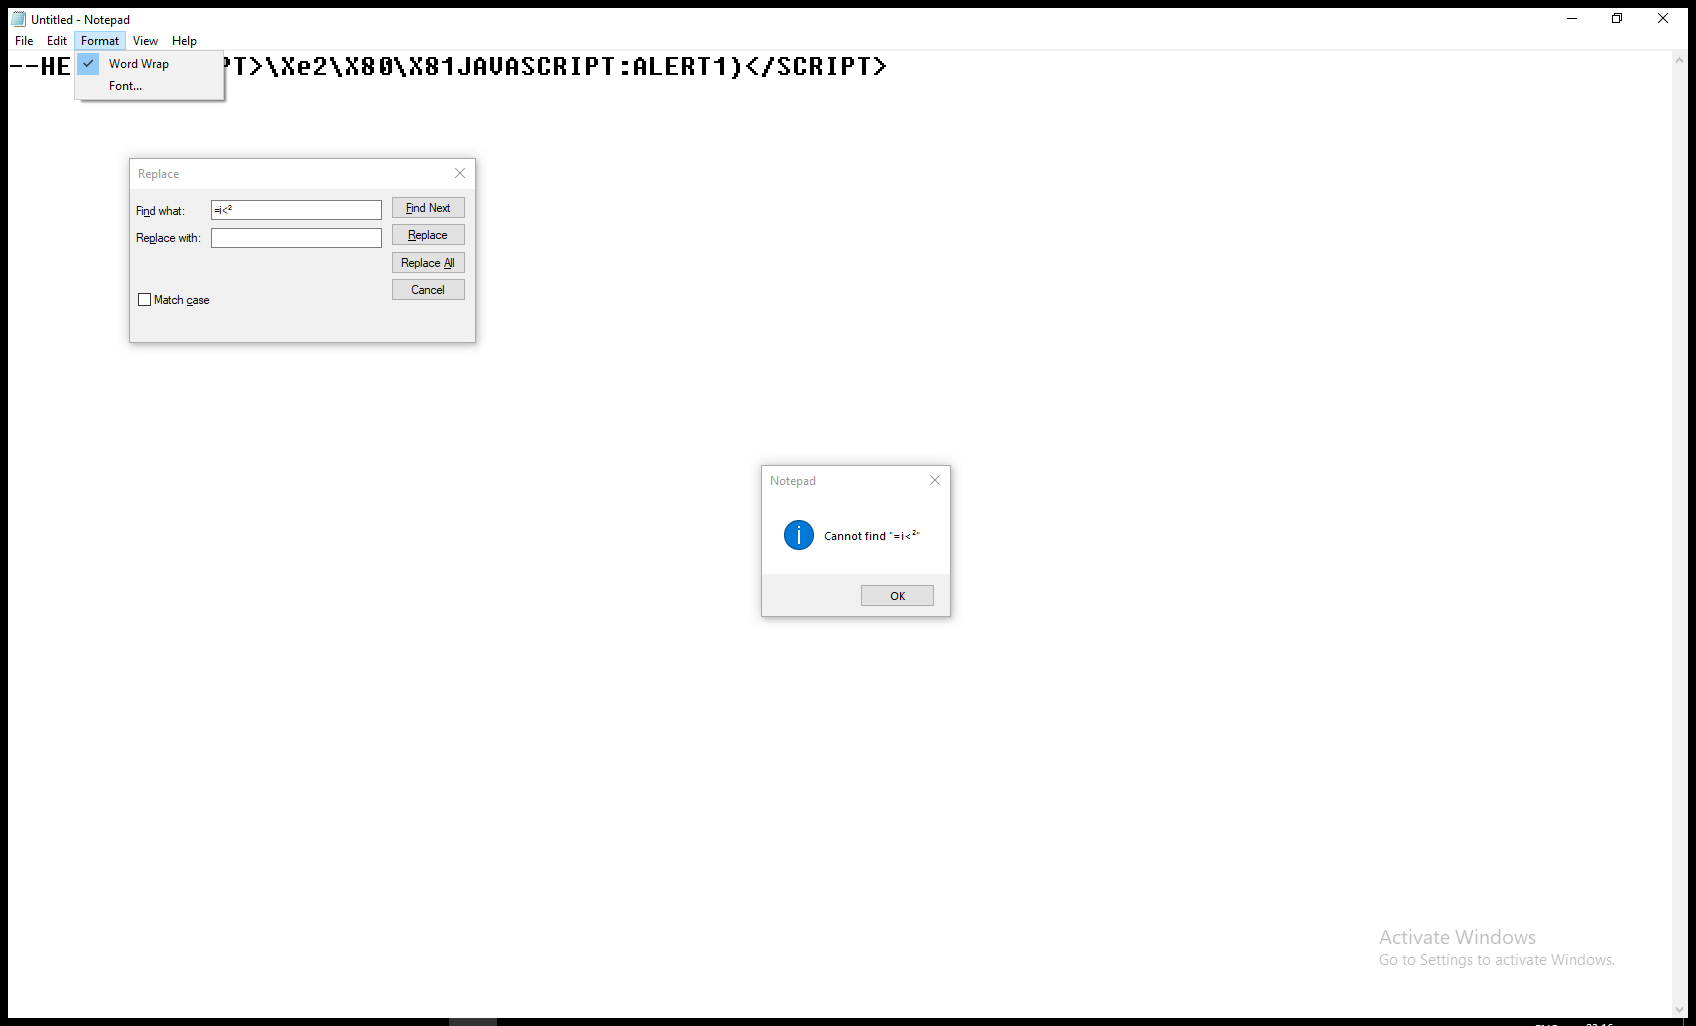 Untitled - Notepad
File Edit Format View Help
--HE PT>\Xe2\X80\X81JAVASCRIPT:ALERT1)</SCRIPT>
Word Wrap
Font...
Replace
Find what: =i<² Find Next
Replace with: Replace
Replace All
Cancel
Match case
Notepad
Cannot find "=i<²"
OK
Activate Windows
Go to Settings to activate Windows.